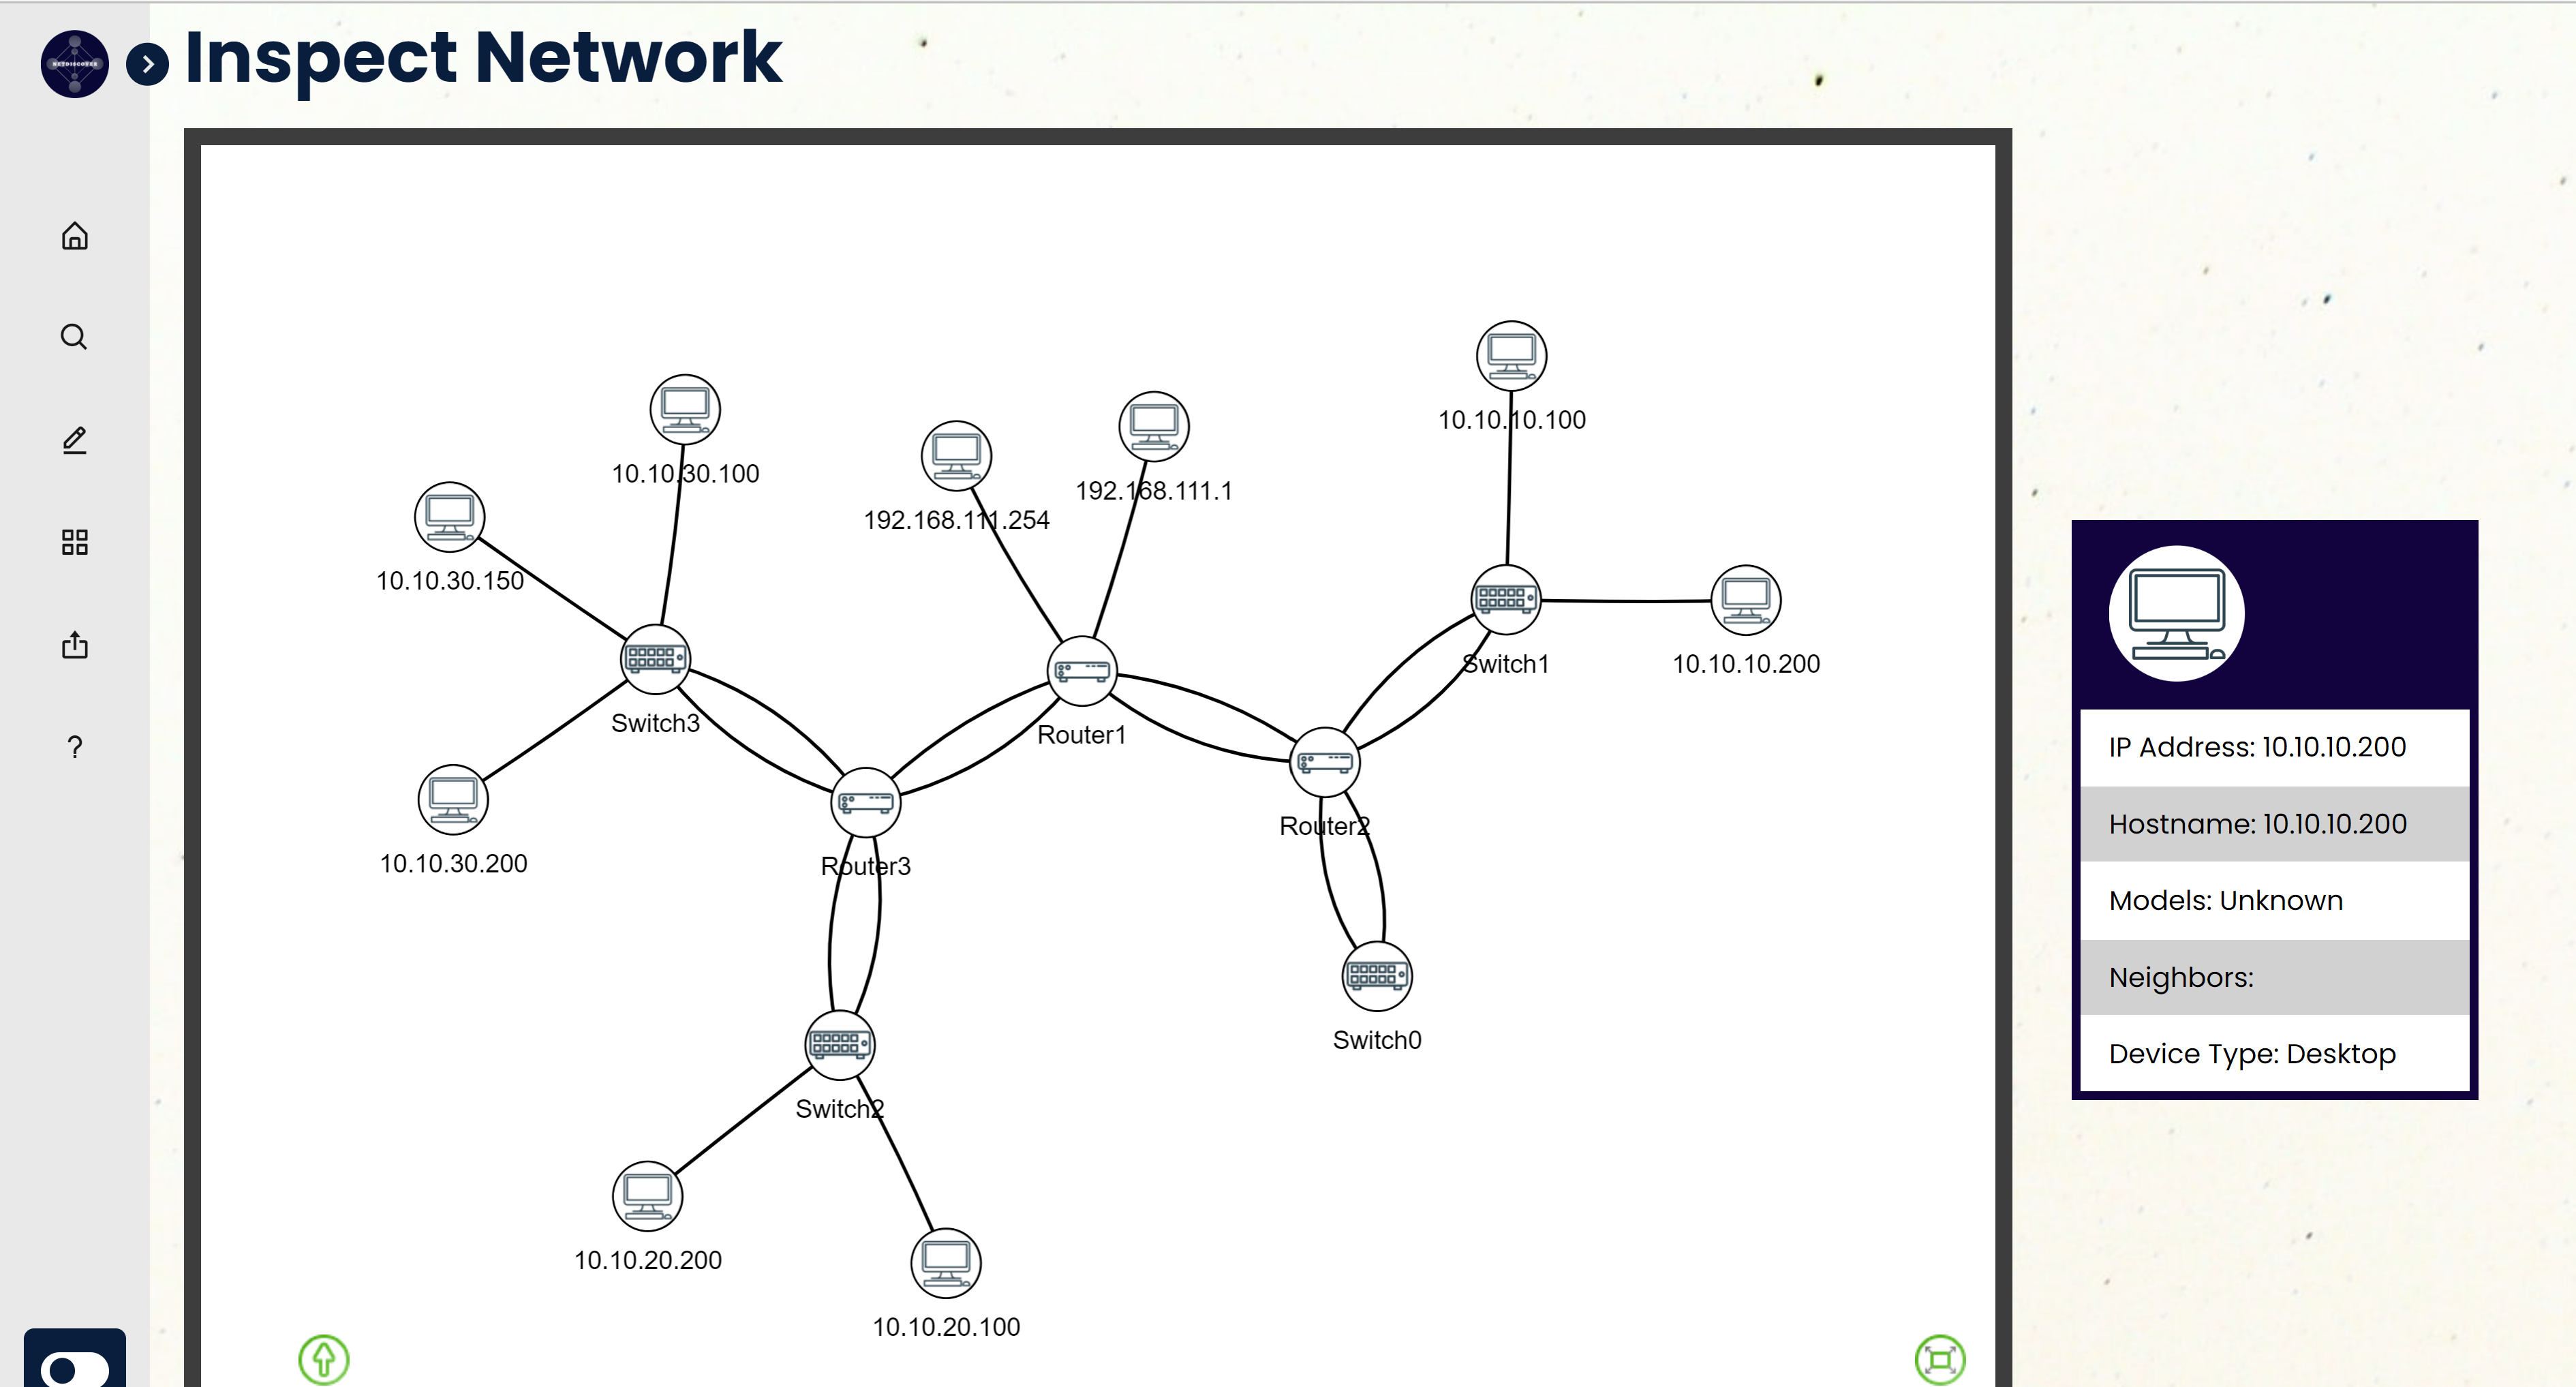 Inspect Network
NETDISCOVER
10.10.10.100
10.10.30.100
192.168.111.1
192.168.111.254
10.10.30.150
Switch1
10.10.10.200
Switch3
Router1
Router2
10.10.30.200
Router3
Switch0
Switch2
10.10.20.200
10.10.20.100
IP Address: 10.10.10.200
Hostname: 10.10.10.200
Models: Unknown
Neighbors:
Device Type: Desktop